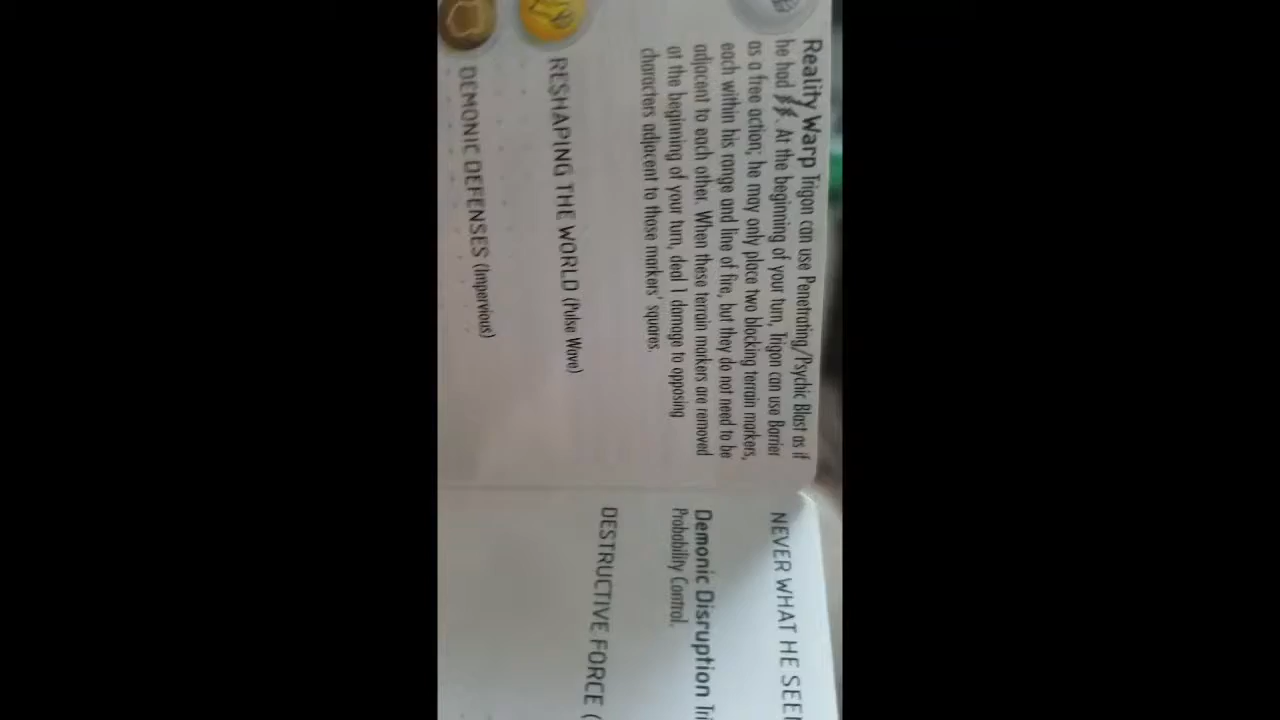 Reality Warp Trigon can use Penetrating/Psychic Blast as if
he had . At the beginning of your turn, Trigon can use Barrier
as a free action; he may only place two blocking terrain markers,
each within his range and line of fire, but they do not need to be
adjacent to each other. When these terrain markers are removed
at the beginning of your turn, deal 1 damage to opposing
characters adjacent to those markers' squares.
RESHAPING THE WORLD (Pulse Wave)
DEMONIC DEFENSES (Impervious)
NEVER WHAT HE SEE
Demonic Disruption Tri
Probability Control.
DESTRUCTIVE FORCE (